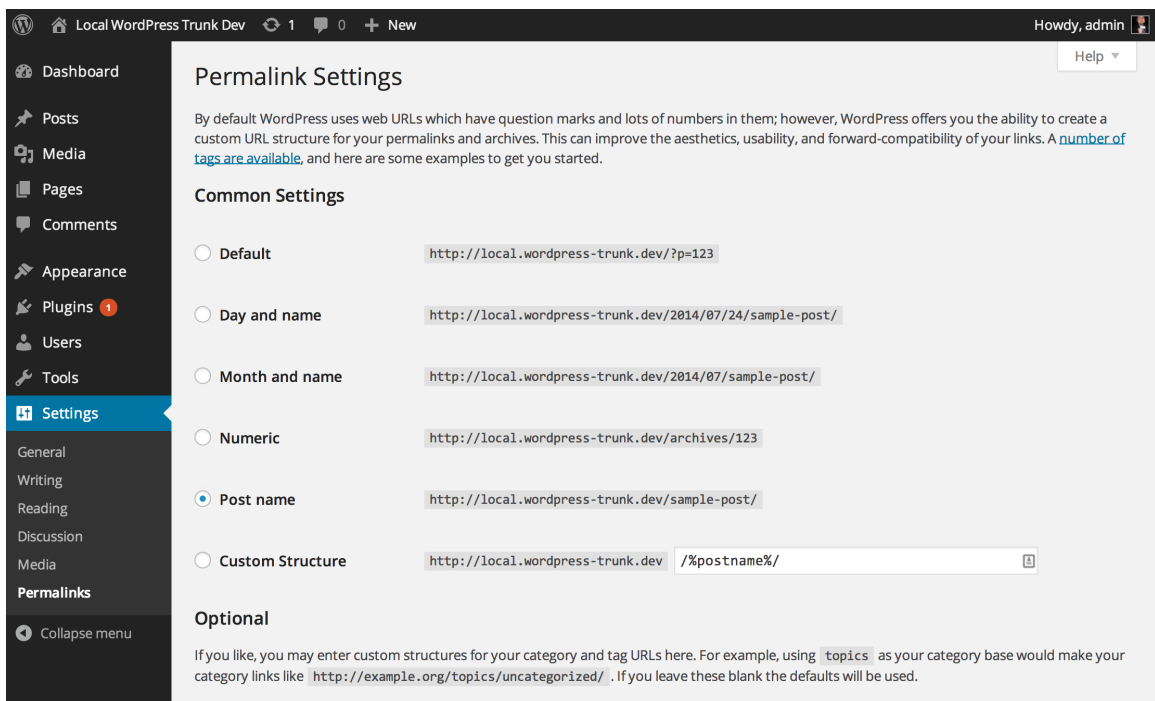 Local WordPress Trunk Dev 1 0 New Howdy, admin
Help
Dashboard
Posts
Media
Pages
Comments
Appearance
Plugins 1
Users
Tools
Settings
General
Writing
Reading
Discussion
Media
Permalinks
Collapse menu
Permalink Settings
By default WordPress uses web URLs which have question marks and lots of numbers in them; however, WordPress offers you the ability to create a
custom URL structure for your permalinks and archives. This can improve the aesthetics, usability, and forward-compatibility of your links. A number of
tags are available, and here are some examples to get you started.
Common Settings
Default http://local.wordpress-trunk.dev/?p=123
Day and name http://local.wordpress-trunk.dev/2014/07/24/sample-post/
Month and name http://local.wordpress-trunk.dev/2014/07/sample-post/
Numeric http://local.wordpress-trunk.dev/archives/123
Post name http://local.wordpress-trunk.dev/sample-post/
Custom Structure http://local.wordpress-trunk.dev /%postname%/
Optional
If you like, you may enter custom structures for your category and tag URLs here. For example, using topics as your category base would make your
category links like http://example.org/topics/uncategorized/ . If you leave these blank the defaults will be used.